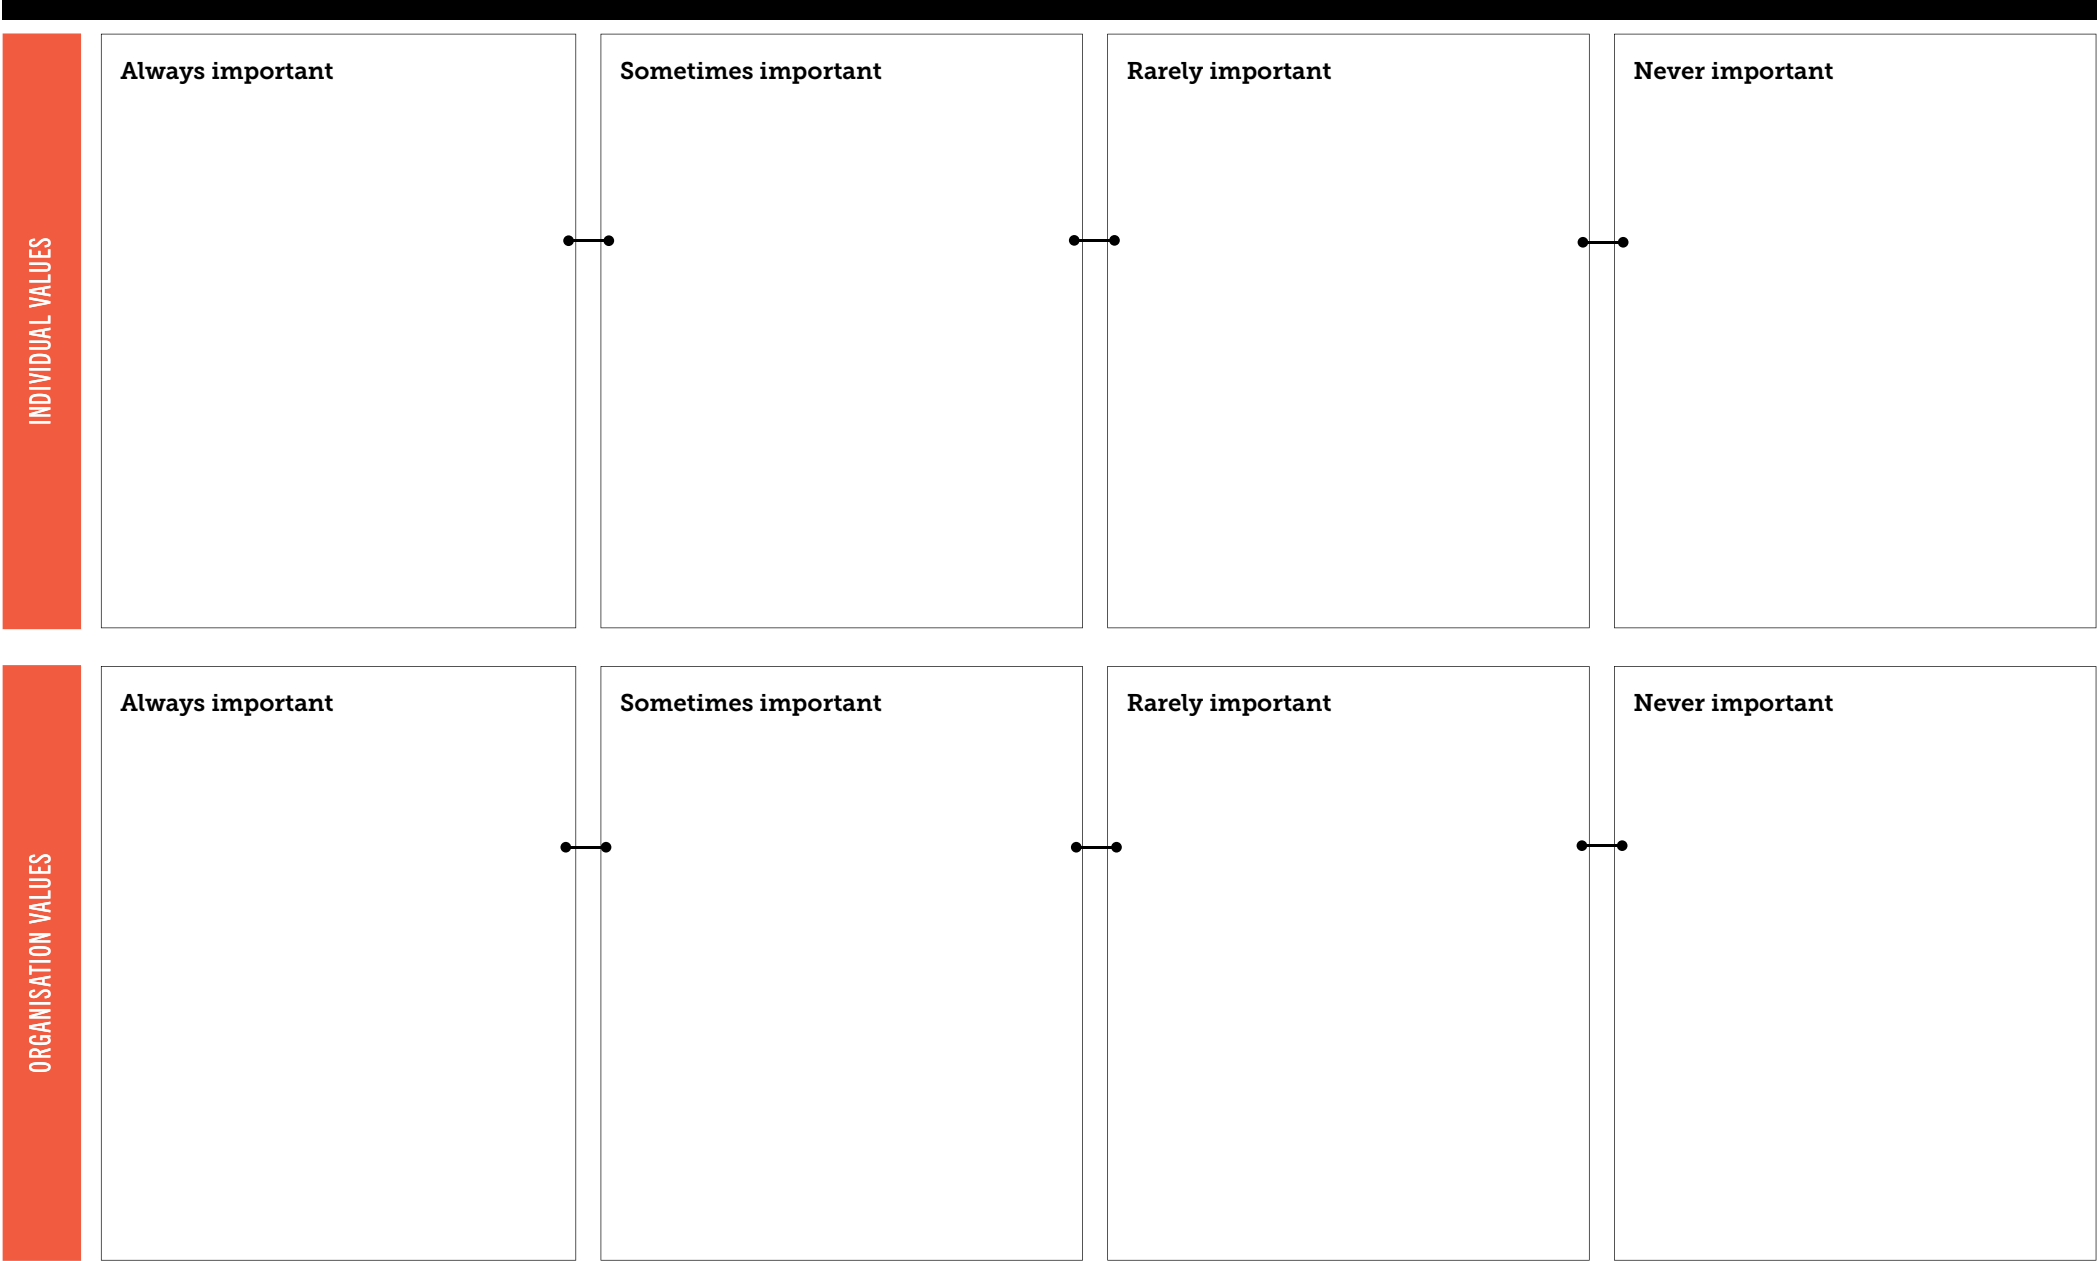 INDIVIDUAL VALUES
Always important
Sometimes important
Rarely important
Never important
ORGANISATION VALUES
Always important
Sometimes important
Rarely important
Never important